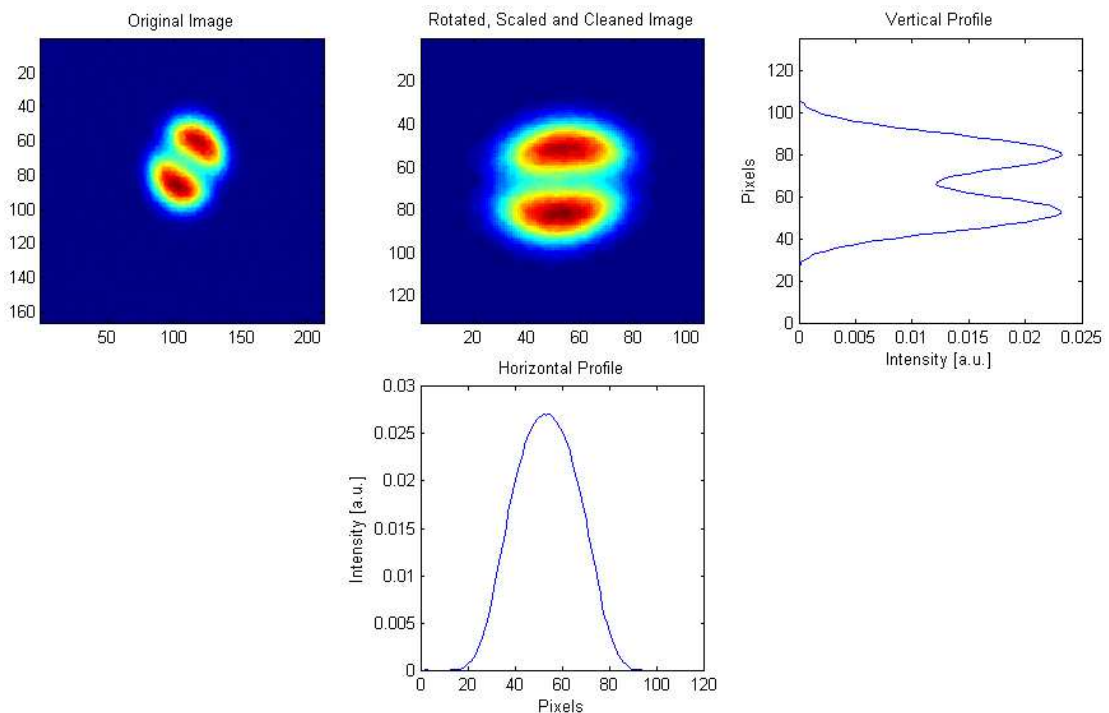 Original Image
20
40
60
80
100
120
140
160
50 100 150 200
Rotated, Scaled and Cleaned Image
20
40
60
80
100
120
20 40 60 80 100
Vertical Profile
Pixels
120
100
80
60
40
20
0
0 0.005 0.01 0.015 0.02 0.025
Intensity [a.u.]
Horizontal Profile
Intensity [a.u.]
0.03
0.025
0.02
0.015
0.01
0.005
0
0 20 40 60 80 100 120
Pixels